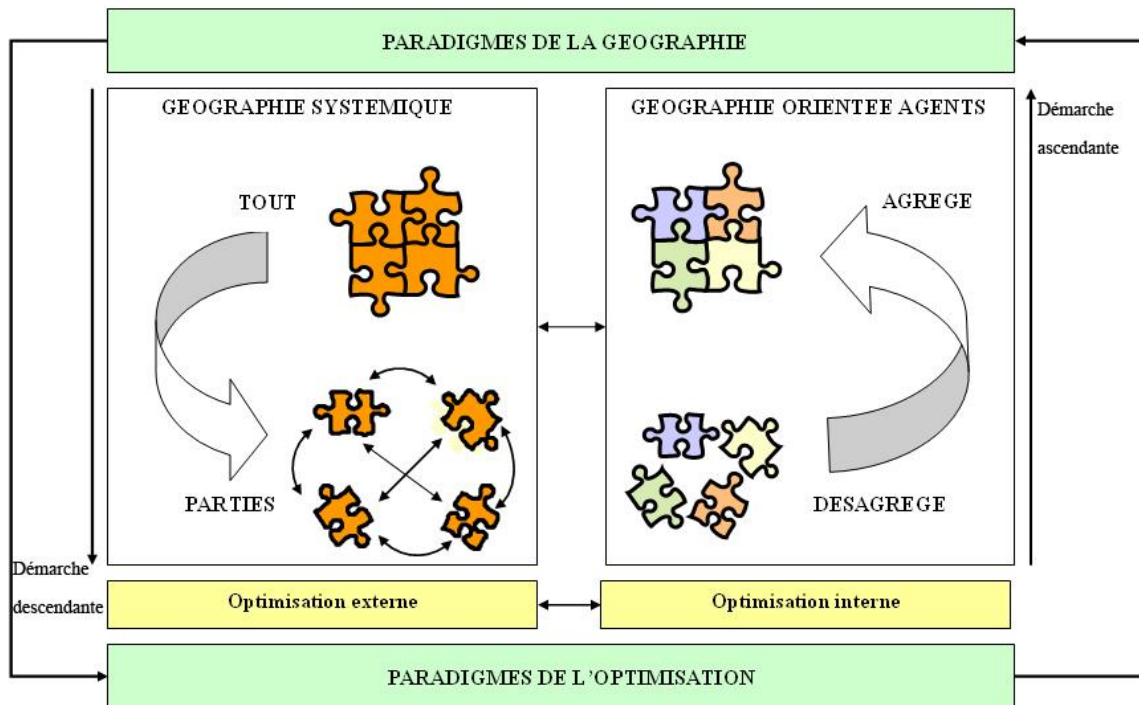 PARADIGMES DE LA GEOGRAPHIE
GEOGRAPHIE SYSTEMIQUE
TOUT
PARTIES
GEOGRAPHIE ORIENTEE AGENTS
AGREGE
DESAGREGE
Démarche
ascendante
Démarche
descendante
Optimisation externe
Optimisation interne
PARADIGMES DE L'OPTIMISATION